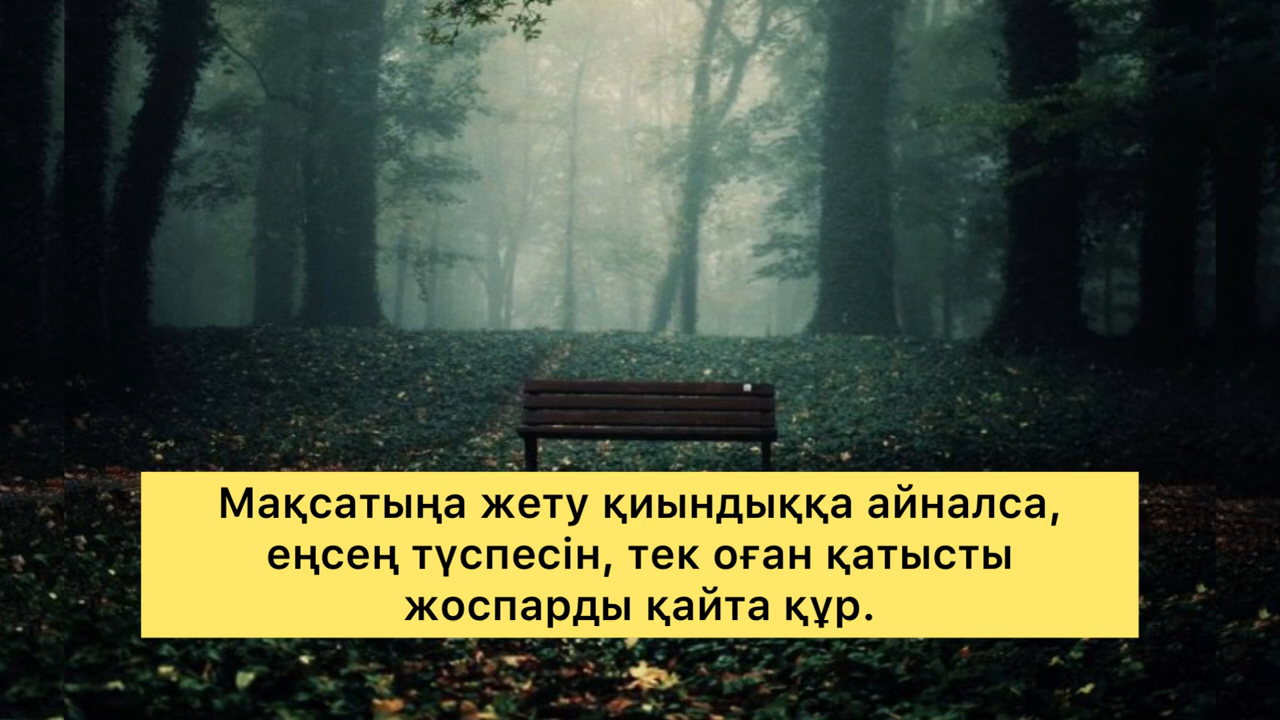 Мақсатыңа жету қиындыққа айналса,
еңсең түспесін, тек оған қатысты
жоспарды қайта құр.